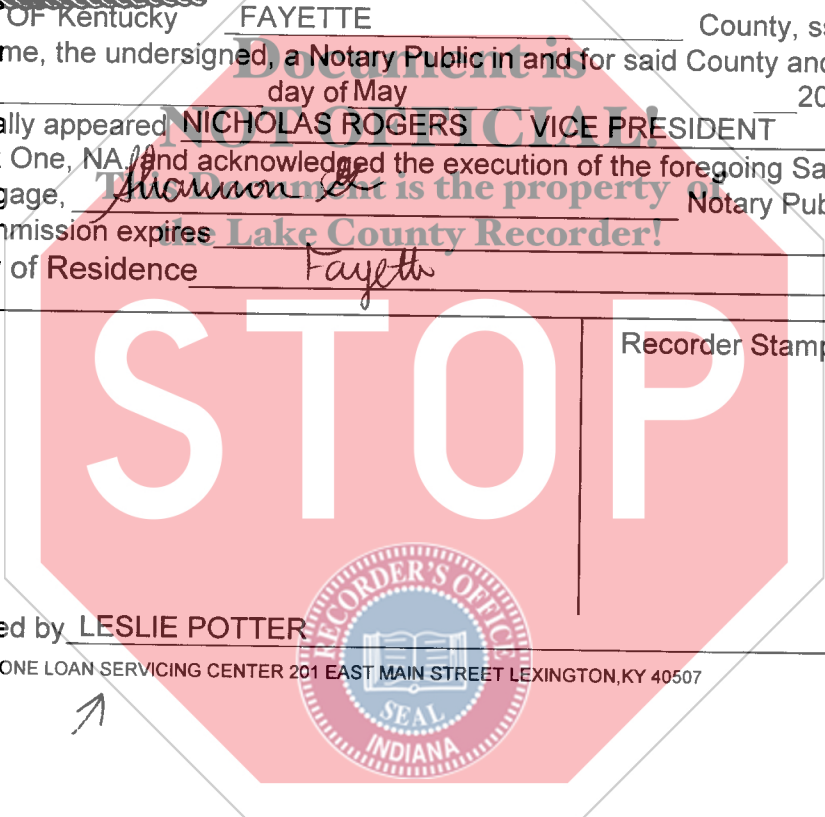 OF Kentucky FAYETTE County, ss
me, the undersigned, a Notary Public in and for said County and
day of May 20
ally appeared NICHOLAS ROGERS VICE PRESIDENT
One, NA, and acknowledged the execution of the foregoing Sa
gage, Shannon Notary Pub
mmission expires
of Residence Fayette
Recorder Stamp
ed by LESLIE POTTER
ONE LOAN SERVICING CENTER 201 EAST MAIN STREET LEXINGTON,KY 40507
Document is
NOT OFFICIAL!
This Document is the property of
the Lake County Recorder!
STOP
RECORDER'S OFFICE
SEAL
INDIANA